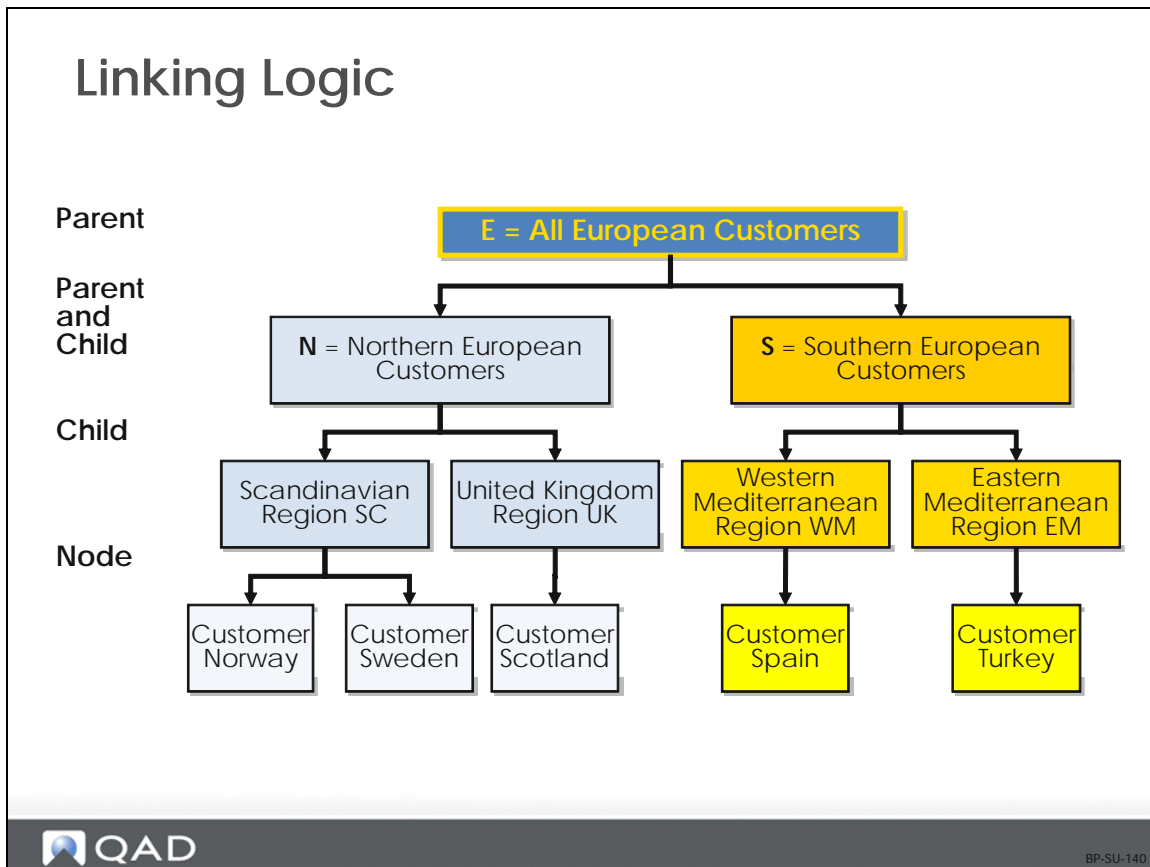 Linking Logic
Parent
E = All European Customers
Parent
and
Child
N = Northern European
Customers
S = Southern European
Customers
Child
Scandinavian
Region SC
United Kingdom
Region UK
Western
Mediterranean
Region WM
Eastern
Mediterranean
Region EM
Node
Customer
Norway
Customer
Sweden
Customer
Scotland
Customer
Spain
Customer
Turkey
QAD
BP-SU-140